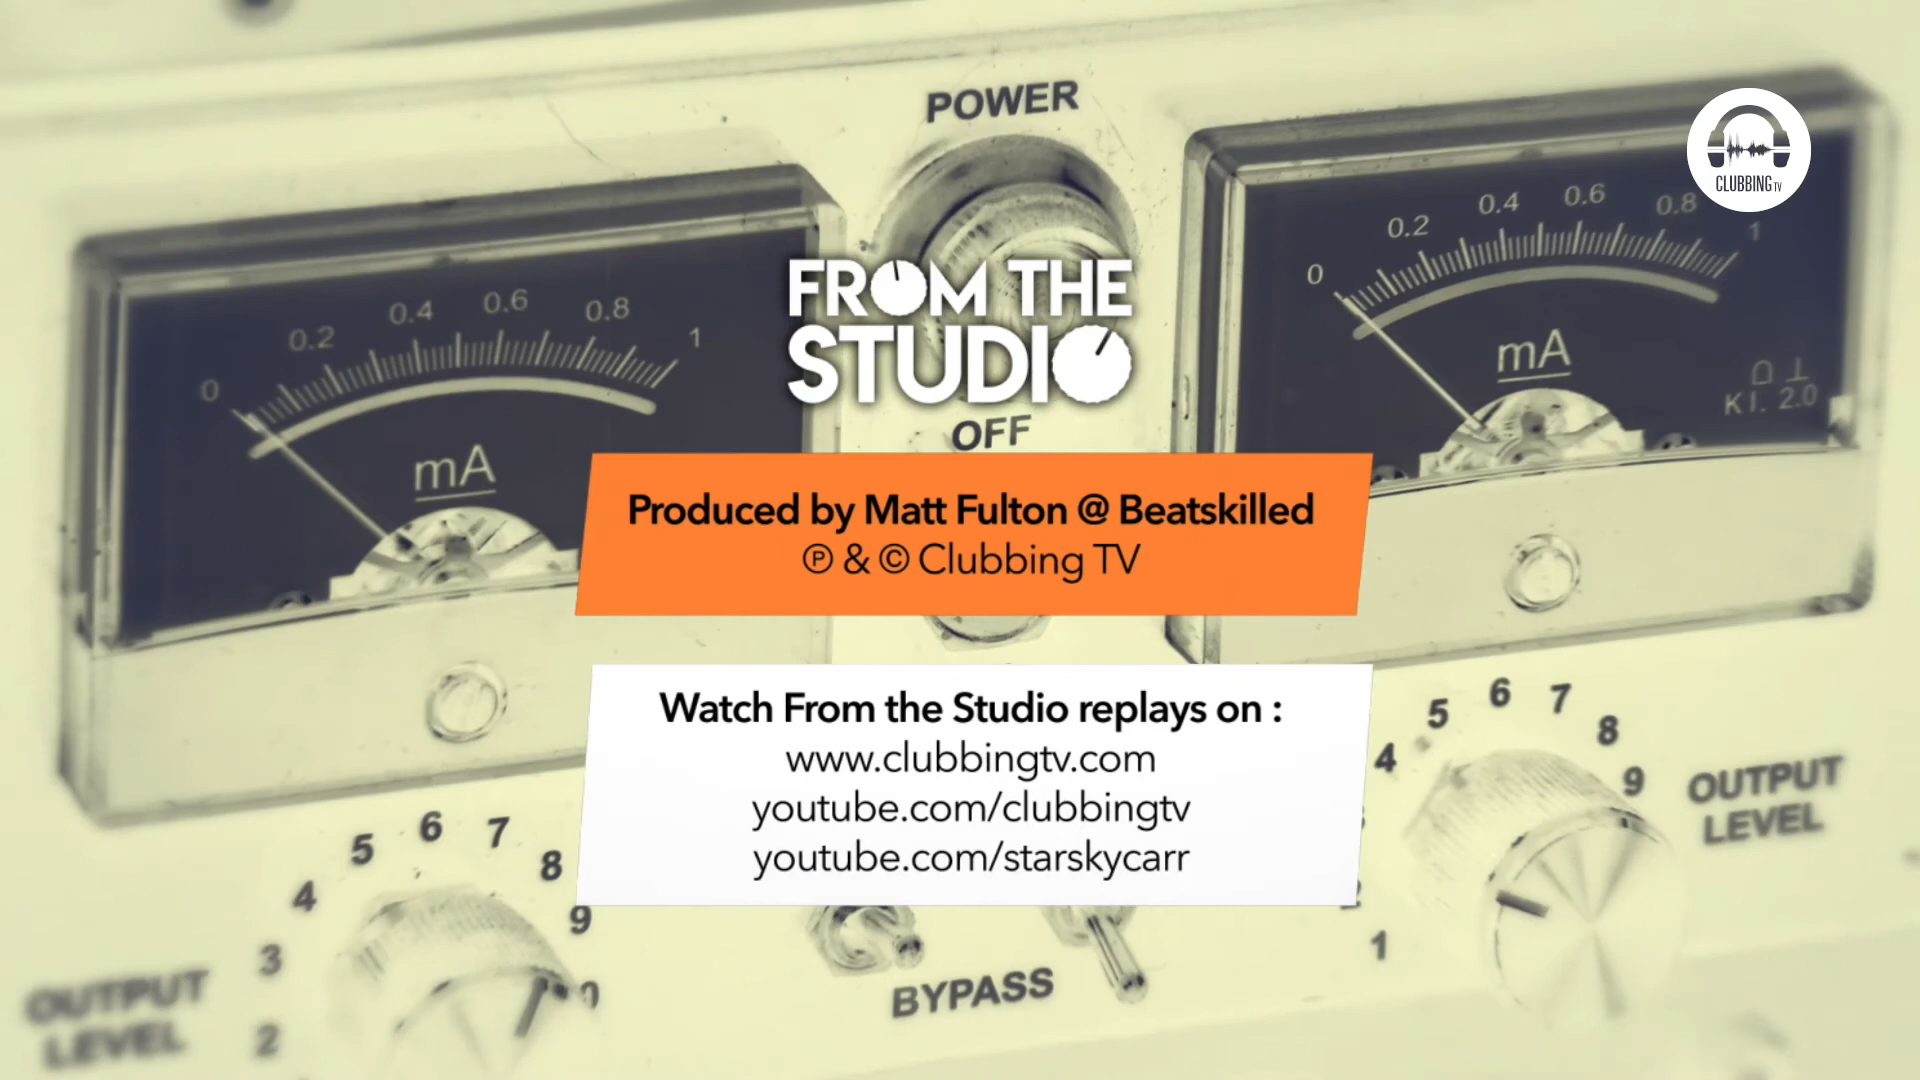 POWER
CLUBBING TV
0 0.2 0.4 0.6 0.8 1
mA
K I. 2.0
FROM THE
STUDIO
0 0.2 0.4 0.6 0.8 1
mA
OFF
Produced by Matt Fulton @ Beatskilled
℗ & © Clubbing TV
Watch From the Studio replays on :
www.clubbingtv.com
youtube.com/clubbingtv
youtube.com/starskycarr
1 4 5 6 7 8 9
OUTPUT
LEVEL
2 3 4 5 6 7 8 9
OUTPUT
LEVEL
BYPASS